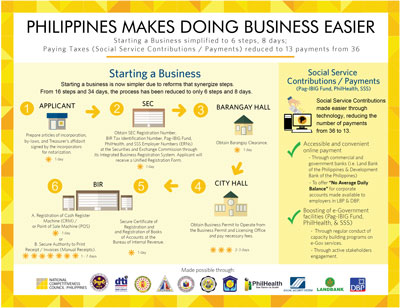 PHILIPPINES MAKES DOING BUSINESS EASIER
Starting a Business simplified to 6 steps, 8 days,
Paying Taxes (Social Service Contributions / Payments) reduced to 13 payments from 36
Starting a Business
Starting a business is now simpler due to reforms that synergize steps.
From 16 steps and 34 days, the process has been reduced to only 6 steps and 8 days.
1
APPLICANT
Prepare articles of incorporation,
by laws, and Treasurer's affidavit
signed by the incorporators
for notarization.
1 day
2
SEC
Obtain SEC Registration Number,
BIR Tax Identification Number, Pag-IBIG Fund,
PhilHealth, and SSS Employer Numbers (ERNs)
at the Securities and Exchange Commission through
its Integrated Business Registration System. Applicant will
receive a Unified Registration Form.
1 day
3
BARANGAY HALL
Obtain Barangay Clearance.
1 day
4
CITY HALL
Obtain Business Permit to Operate from
the Business Permit and Licensing Office and
pay necessary fees.
5
Secure Certificate of
Registration and
and Registration of Books
of Accounts at the
Bureau of Internal Revenue
1 day
BIR
6
A. Registration of Cash Register
Machine (CRM)
or Point of Sale Machine (POS)
1 day
B. Secure Authority to Print
Receipt / Invoices (Manual Receipts).
Social Service
Contributions / Payments
(Pag-IBIG Fund, PhilHealth, SSS)
Social Service Contributions
made easier through
technology, reducing the
number of payments
from 36 to 13.
Accessible and convenient
online payment
- Through commercial and
government banks (i.e. Land Bank
of the Philippines & Development
Bank of the Philippines)
- To offer "No Average Daily
Balance" for corporate
accounts made available to
employers in LBP & DBP.
Boosting of e-Government
facilities (Pag-IBIG Fund,
PhilHealth, & SSS)
- Through regular conduct of
capacity building programs on
e-Gov services.
- Through active stakeholders
engagement.
Made possible through
NATIONAL
COMPETITIVENESS
COUNCIL PHILIPPINES
dti
PhilHealth
LANDBANK
DBP